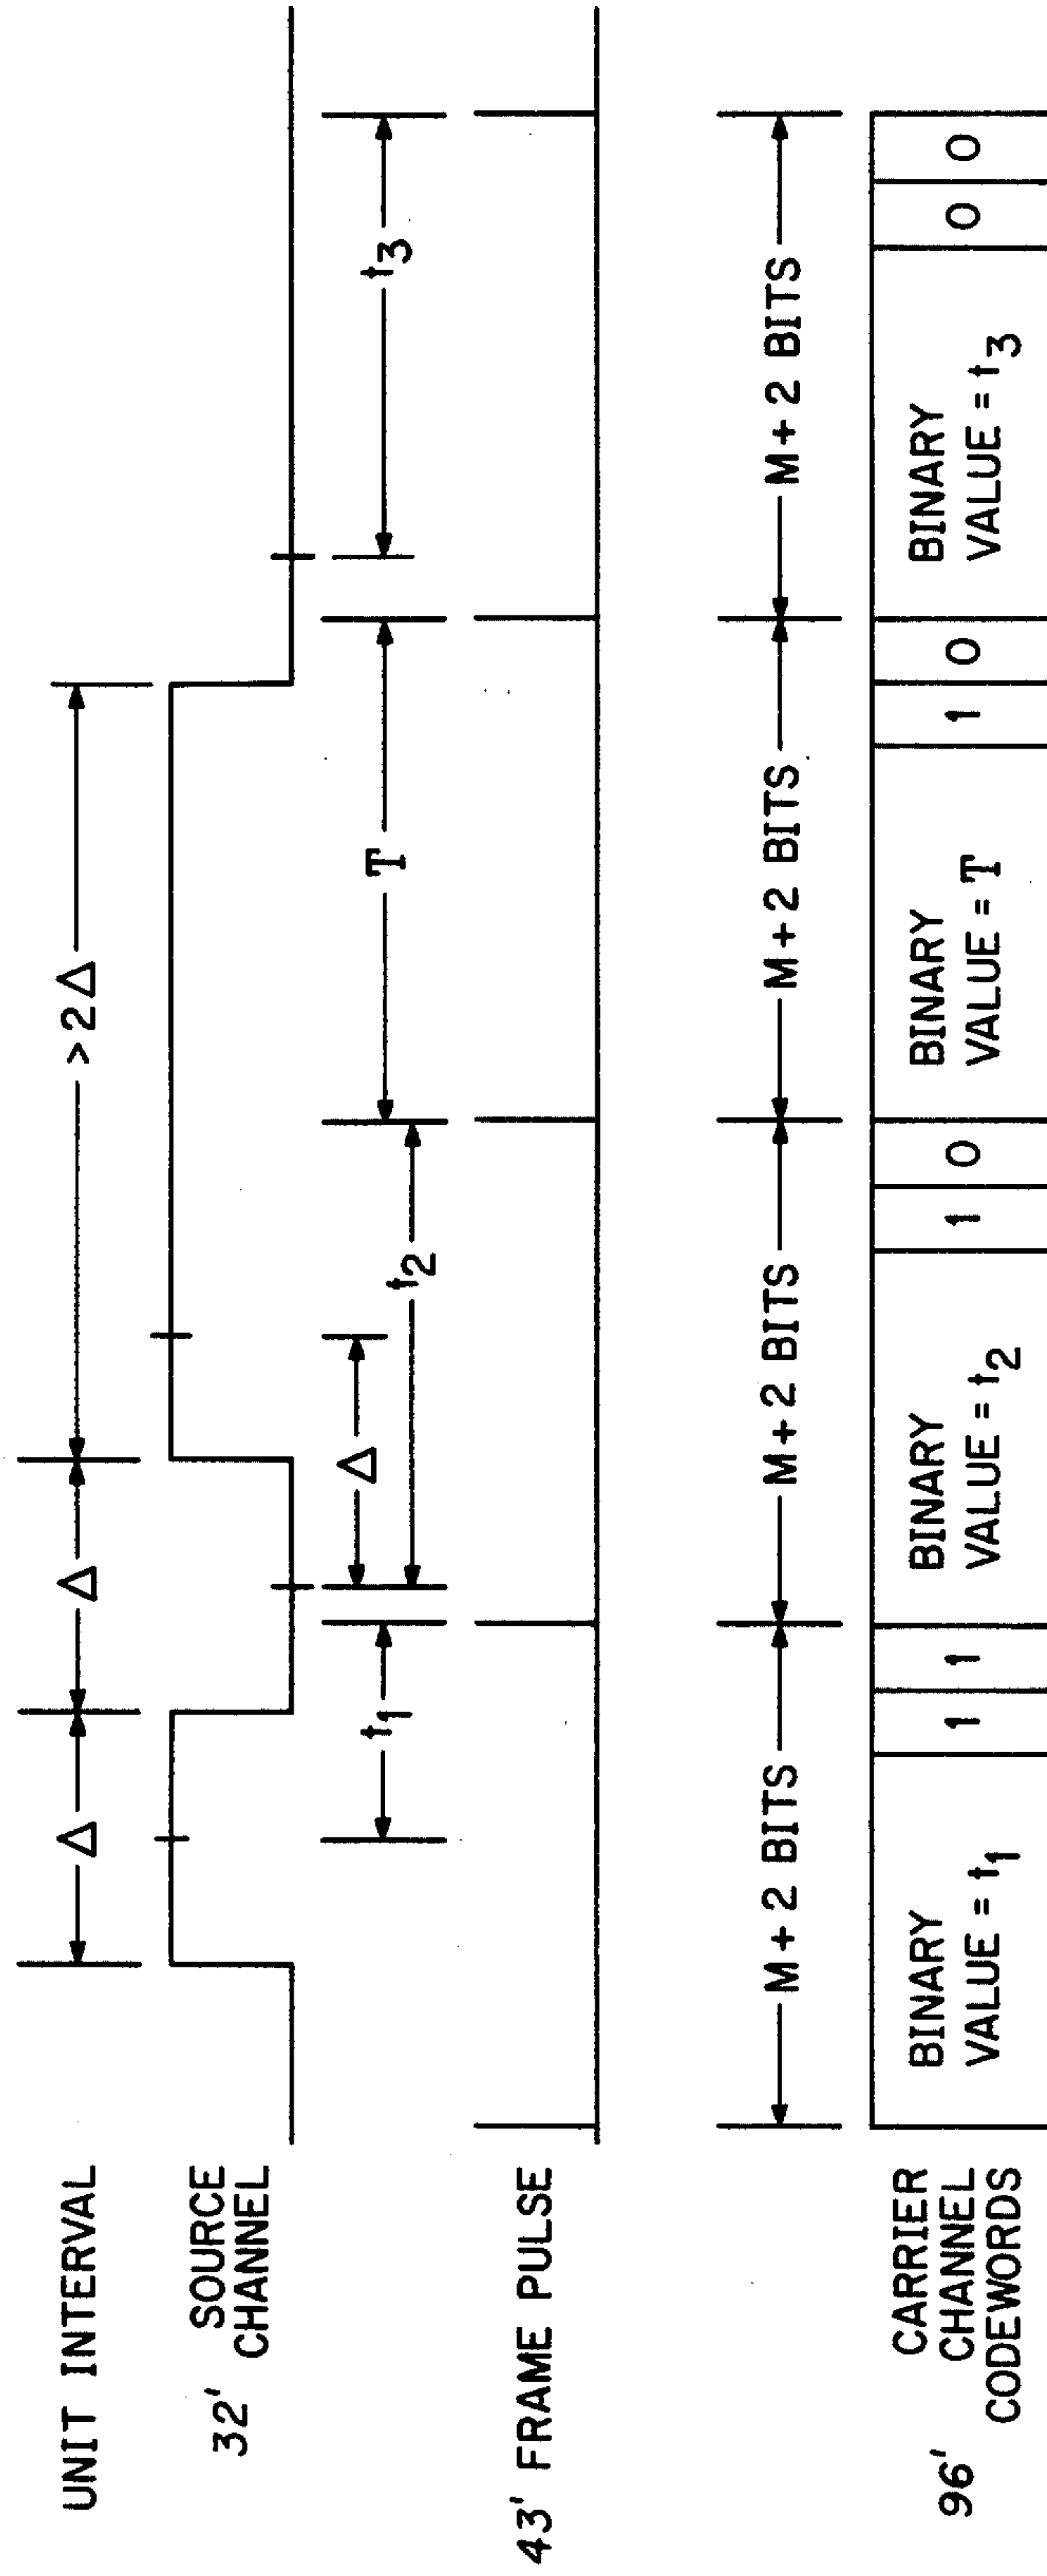 UNIT INTERVAL
Δ
Δ
>2Δ
32' SOURCE
CHANNEL
t1
Δ
t2
T
t3
43' FRAME PULSE
M+2 BITS
M+2 BITS
M+2 BITS
M+2 BITS
96' CARRIER
CHANNEL
CODEWORDS
BINARY
VALUE = t1
1
1
BINARY
VALUE = t2
1
0
BINARY
VALUE = T
1
0
BINARY
VALUE = t3
0
0